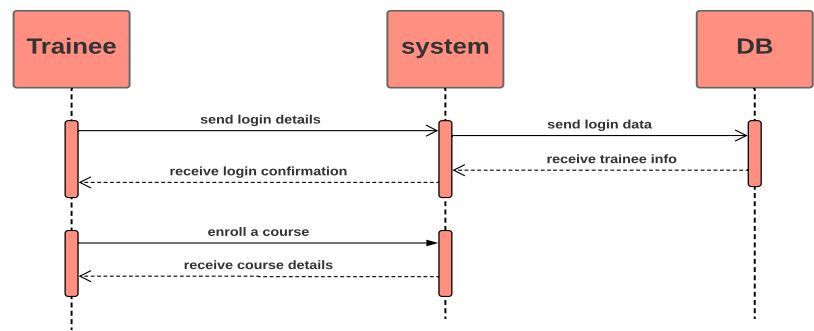 Trainee
system
DB
send login details
send login data
receive trainee info
receive login confirmation
enroll a course
receive course details